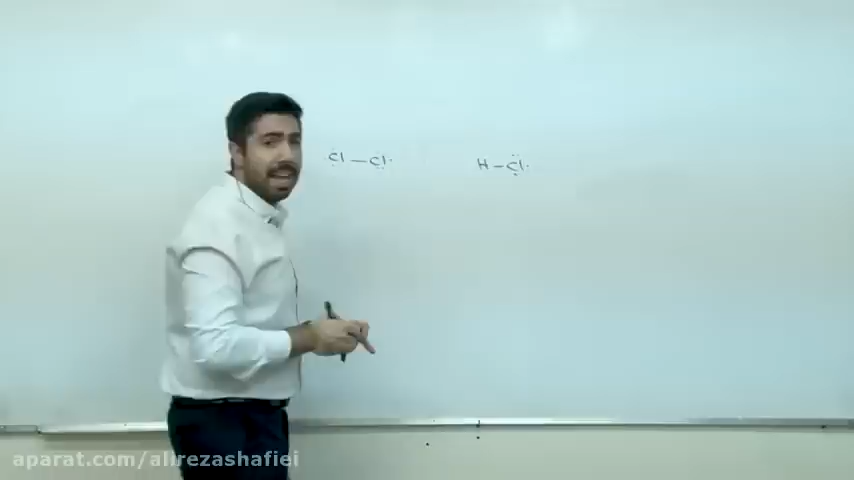 Cl — Cl
H – Cl
aparat.com/alirezashafiei